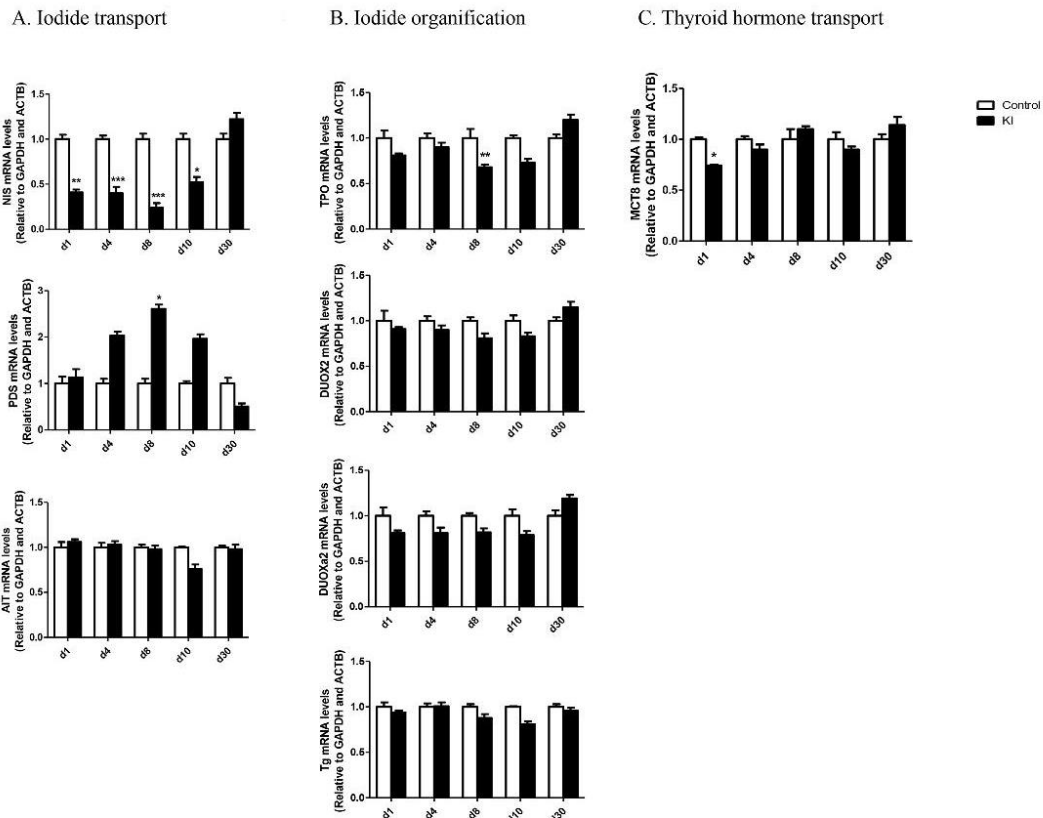 A. Iodide transport
B. Iodide organification
C. Thyroid hormone transport
NIS mRNA levels
(Relative to GAPDH and ACTB)
1.5
1.0
0.5
0.0
** *** *** *
d1 d4 d8 d10 d30
PDS mRNA levels
(Relative to GAPDH and ACTB)
3
2
1
0
*
d1 d4 d8 d10 d30
AIT mRNA levels
(Relative to GAPDH and ACTB)
1.5
1.0
0.5
0.0
d1 d4 d8 d10 d30
TPO mRNA levels
(Relative to GAPDH and ACTB)
1.5
1.0
0.5
0.0
**
d1 d4 d8 d10 d30
DUOX2 mRNA levels
(Relative to GAPDH and ACTB)
1.5
1.0
0.5
0.0
d1 d4 d8 d10 d30
DUOXa2 mRNA levels
(Relative to GAPDH and ACTB)
1.5
1.0
0.5
0.0
d1 d4 d8 d10 d30
Tg mRNA levels
(Relative to GAPDH and ACTB)
1.5
1.0
0.5
0.0
d1 d4 d8 d10 d30
MCT8 mRNA levels
(Relative to GAPDH and ACTB)
1.5
1.0
0.5
0.0
*
d1 d4 d8 d10 d30
Control
KI